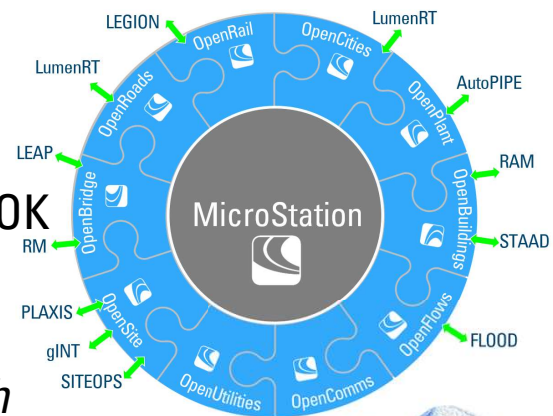 LEGION
LumenRT
OpenRail
OpenCities
LumenRT
AutoPIPE
OpenRoads
OpenPlant
LEAP
RAM
OK
OpenBridge
MicroStation
OpenBuildings
RM
STAAD
PLAXIS
OpenSite
OpenFlows
gINT
FLOOD
SITEOPS
OpenUtilities
OpenComms